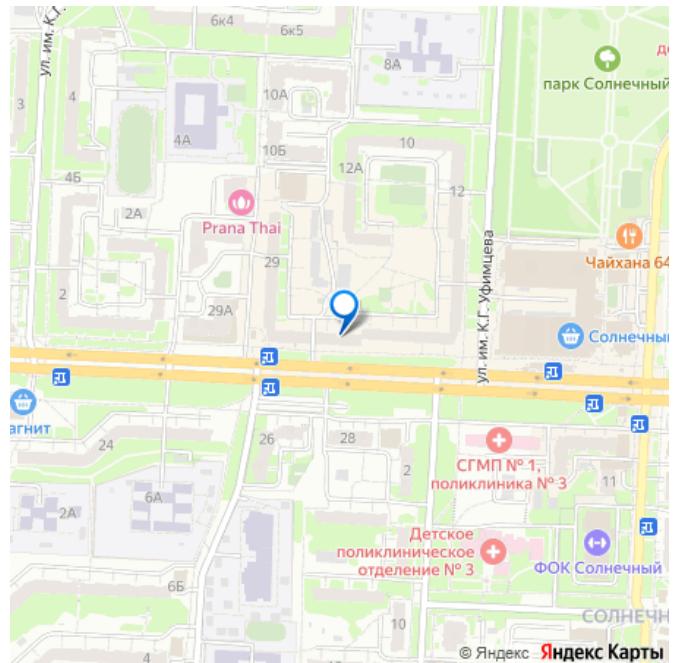 6к4
6к5
ул. им. К.Г.
8А
де
парк Солнечный
4
3
10А
4А
10Б
10
12А
12
4Б
2А
Prana Thai
ул. им. К.Г. Уфимцева
Чайхана 64
29
2
29А
Солнечный
агнит
24
26
28
2
СГМП № 1,
поликлиника № 3
11
6А
2А
Детское
поликлиническое
отделение № 3
ФОК Солнечный
6Б
10
СОЛНЕЧН
© Яндекс Яндекс Карты